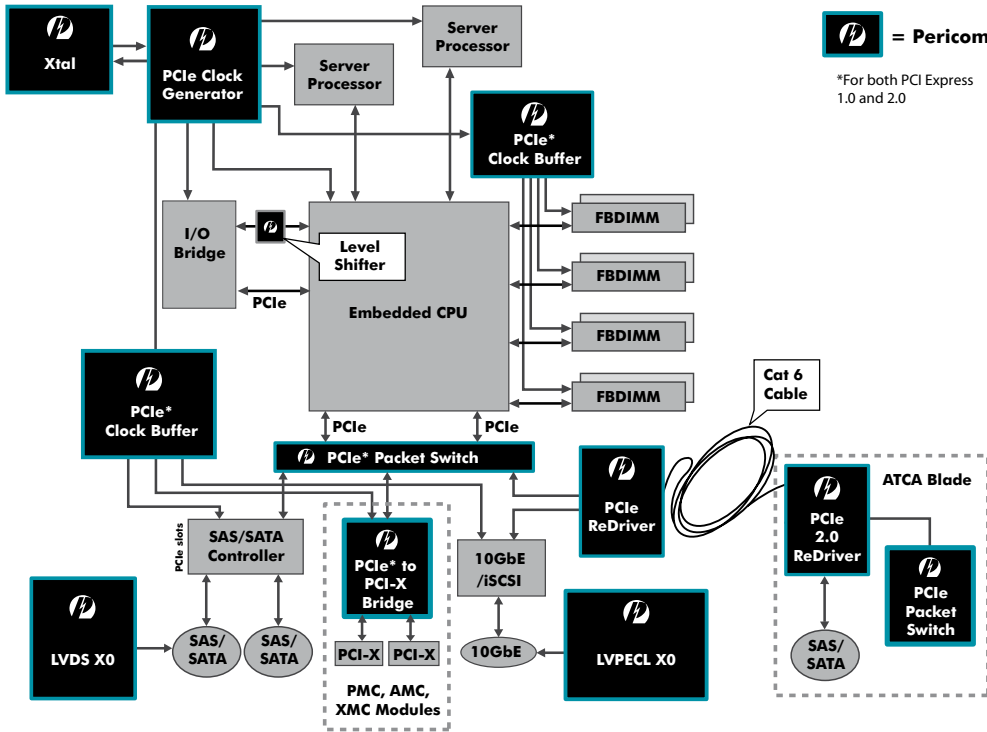 Xtal
PCIe Clock
Generator
Server
Processor
Server
Processor
= Pericom
*For both PCI Express
1.0 and 2.0
PCIe*
Clock Buffer
I/O
Bridge
Level
Shifter
PCIe
Embedded CPU
FBDIMM
FBDIMM
FBDIMM
FBDIMM
PCIe*
Clock Buffer
PCIe
PCIe
PCIe* Packet Switch
Cat 6
Cable
PCIe
ReDriver
ATCA Blade
PCIe
2.0
ReDriver
PCIe
Packet
Switch
SAS/
SATA
PCIe slots
SAS/SATA
Controller
PCIe* to
PCI-X
Bridge
10GbE
/iSCSI
LVDS X0
SAS/
SATA
SAS/
SATA
PCI-X
PCI-X
10GbE
LVPECL X0
PMC, AMC,
XMC Modules